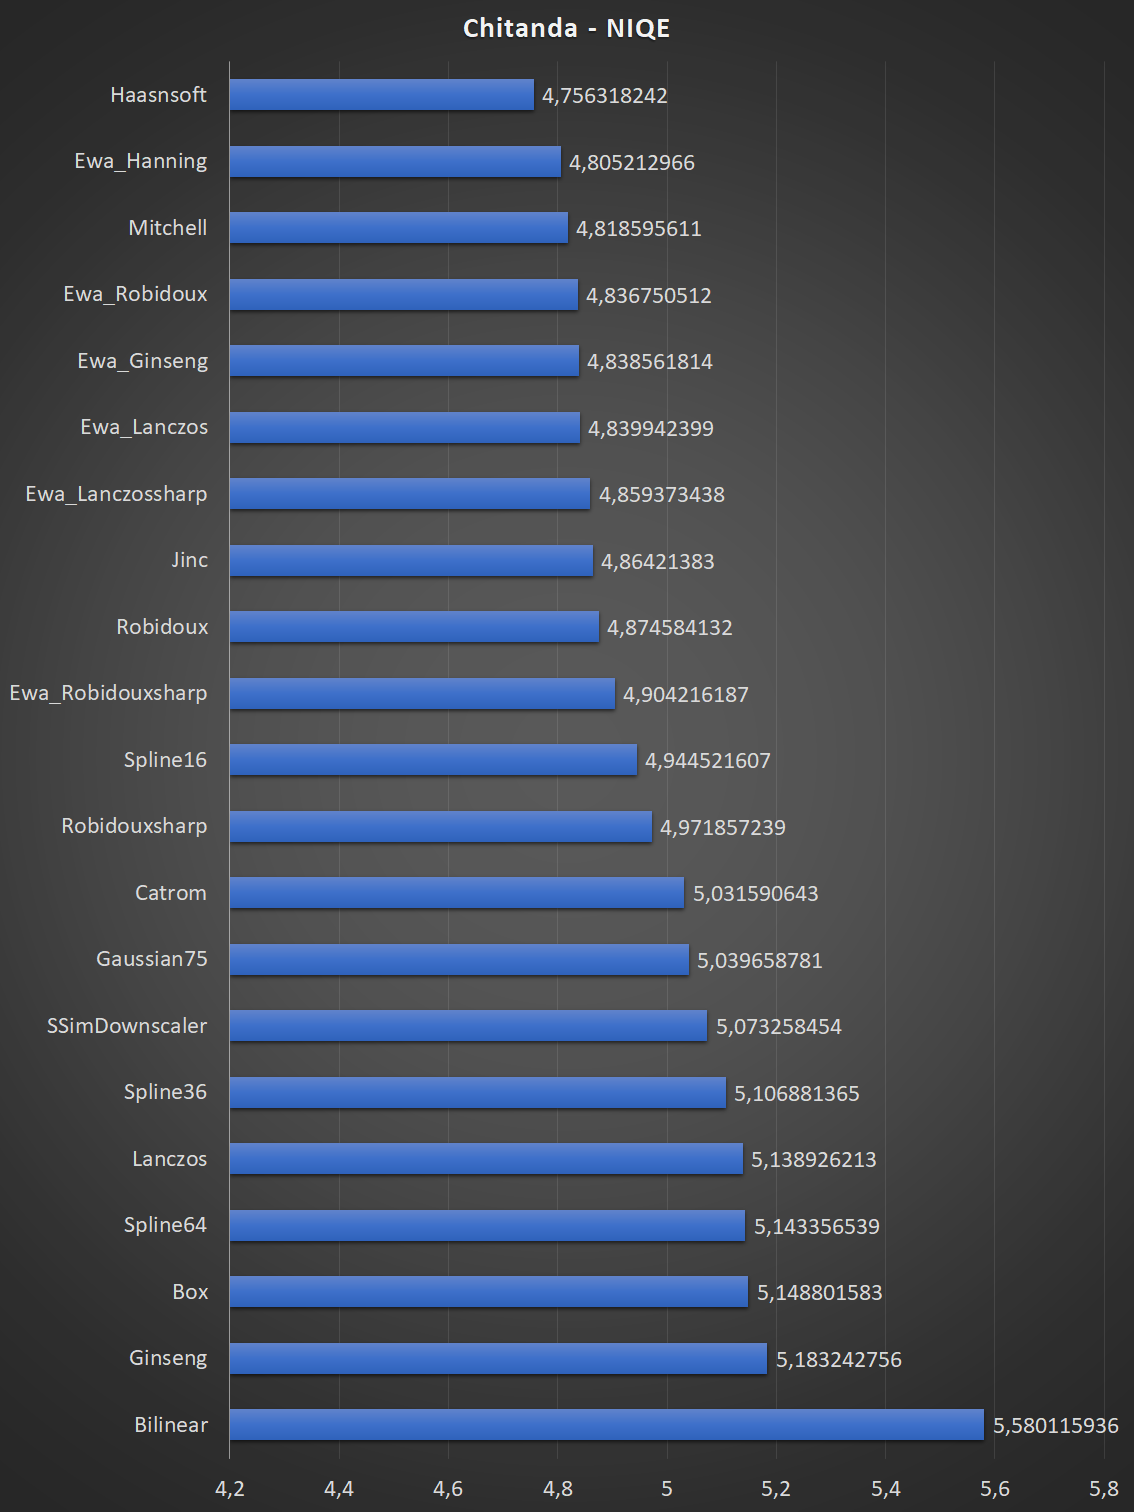 Chitanda - NIQE
Haasnsoft 4,756318242
Ewa_Hanning 4,805212966
Mitchell 4,818595611
Ewa_Robidoux 4,836750512
Ewa_Ginseng 4,838561814
Ewa_Lanczos 4,839942399
Ewa_Lanczossharp 4,859373438
Jinc 4,86421383
Robidoux 4,874584132
Ewa_Robidouxsharp 4,904216187
Spline16 4,944521607
Robidouxsharp 4,971857239
Catrom 5,031590643
Gaussian75 5,039658781
SSimDownscaler 5,073258454
Spline36 5,106881365
Lanczos 5,138926213
Spline64 5,143356539
Box 5,148801583
Ginseng 5,183242756
Bilinear 5,580115936
4,2 4,4 4,6 4,8 5 5,2 5,4 5,6 5,8